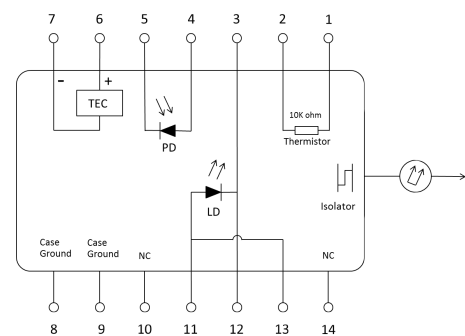 7 6 5 4 3 2 1
- +
TEC
PD
10K ohm
Thermistor
LD
Isolator
Case
Ground
Case
Ground
NC
NC
8 9 10 11 12 13 14